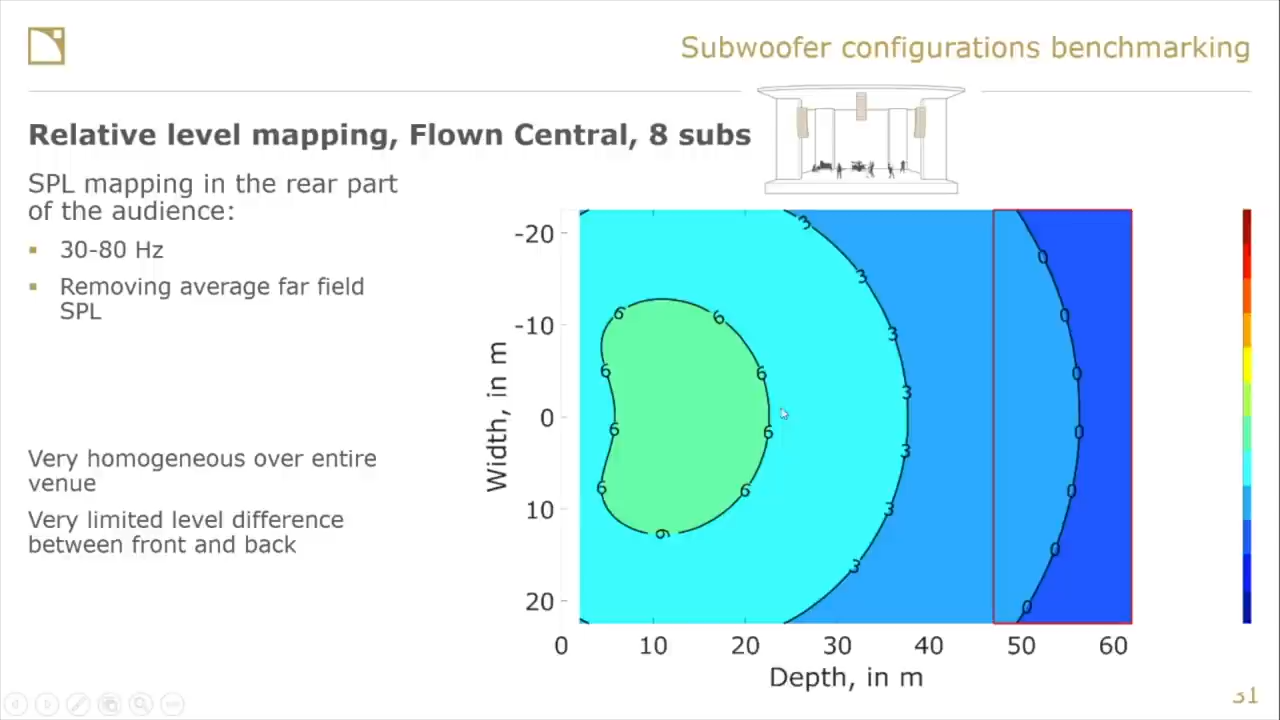 Subwoofer configurations benchmarking
Relative level mapping, Flown Central, 8 subs
SPL mapping in the rear part
of the audience:
30-80 Hz
Removing average far field
SPL
Very homogeneous over entire
venue
Very limited level difference
between front and back
Width, in m
-20
-10
0
10
20
3
3
3
3
3
3
3
6
6
6
6
6
6
6
6
6
0
0
0
0
0
0
0
0 10 20 30 40 50 60
Depth, in m
31